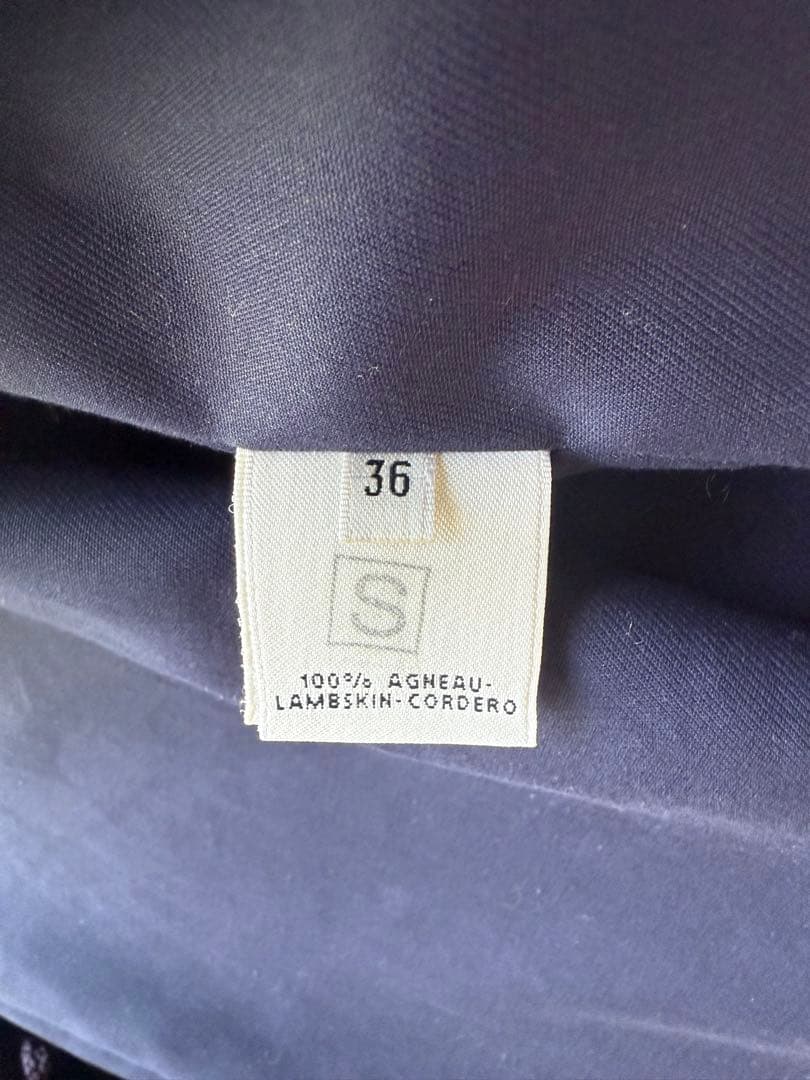 36
S
100% AGNEAU-
LAMBSKIN-CORDERO